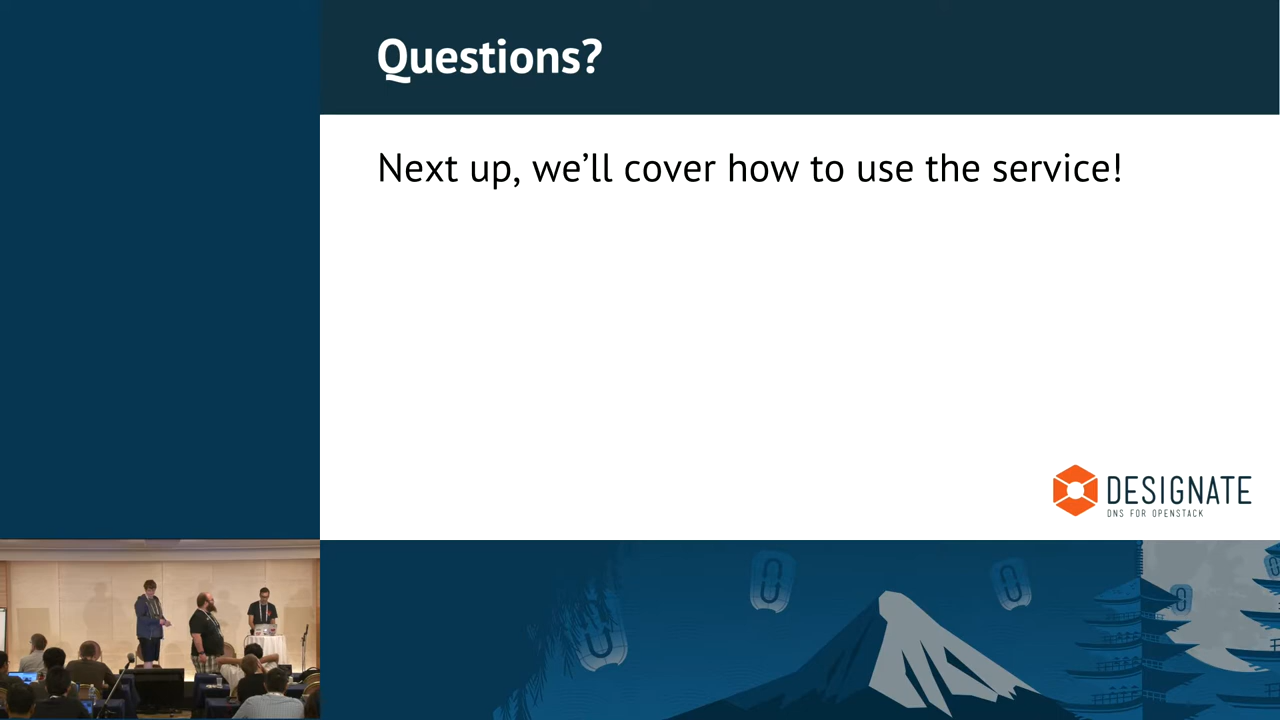 Questions?
Next up, we’ll cover how to use the service!
DESIGNATE
DNS FOR OPENSTACK